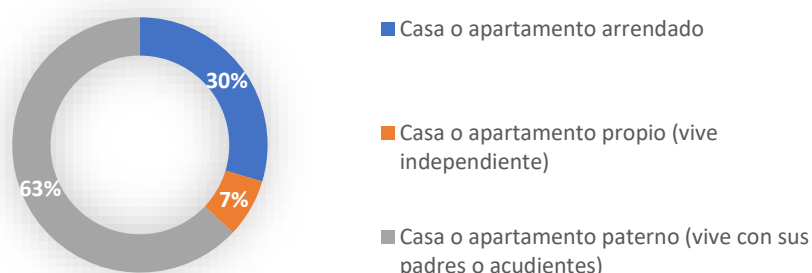 30%
7%
63%
Casa o apartamento arrendado
Casa o apartamento propio (vive
independiente)
Casa o apartamento paterno (vive con sus
padres o acudientes)